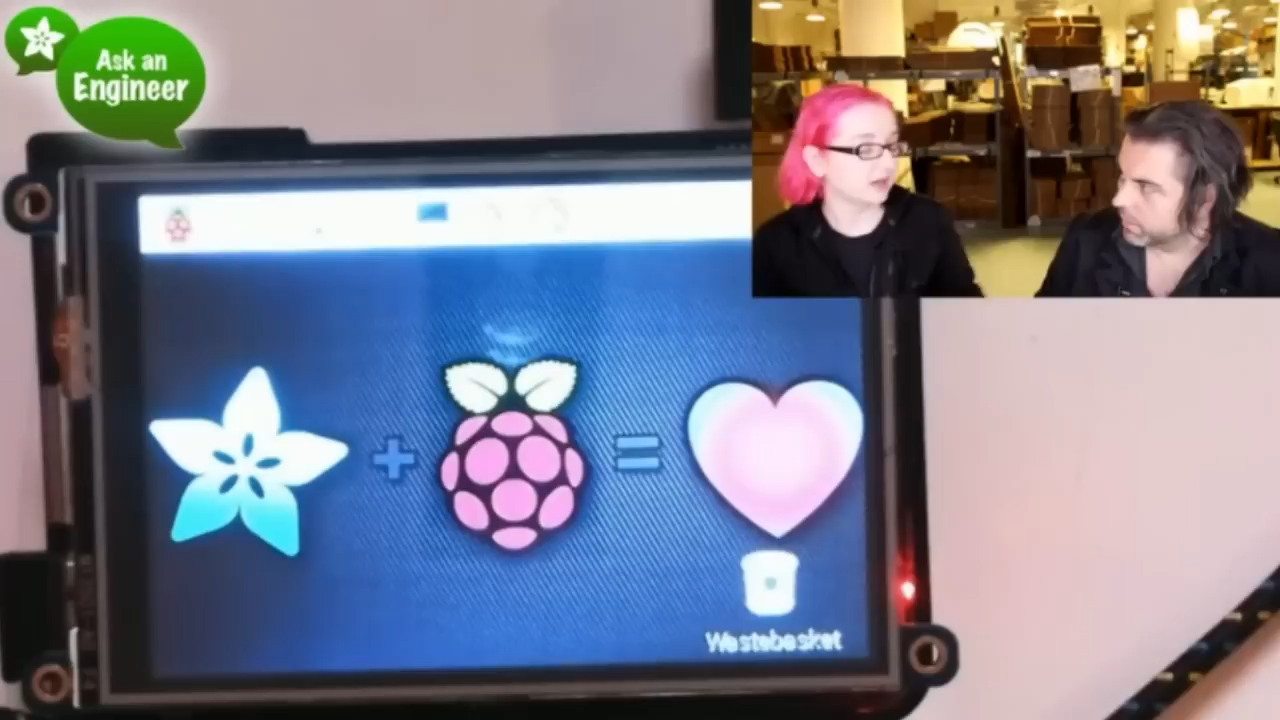 Ask an
Engineer
+
=
Wastebasket